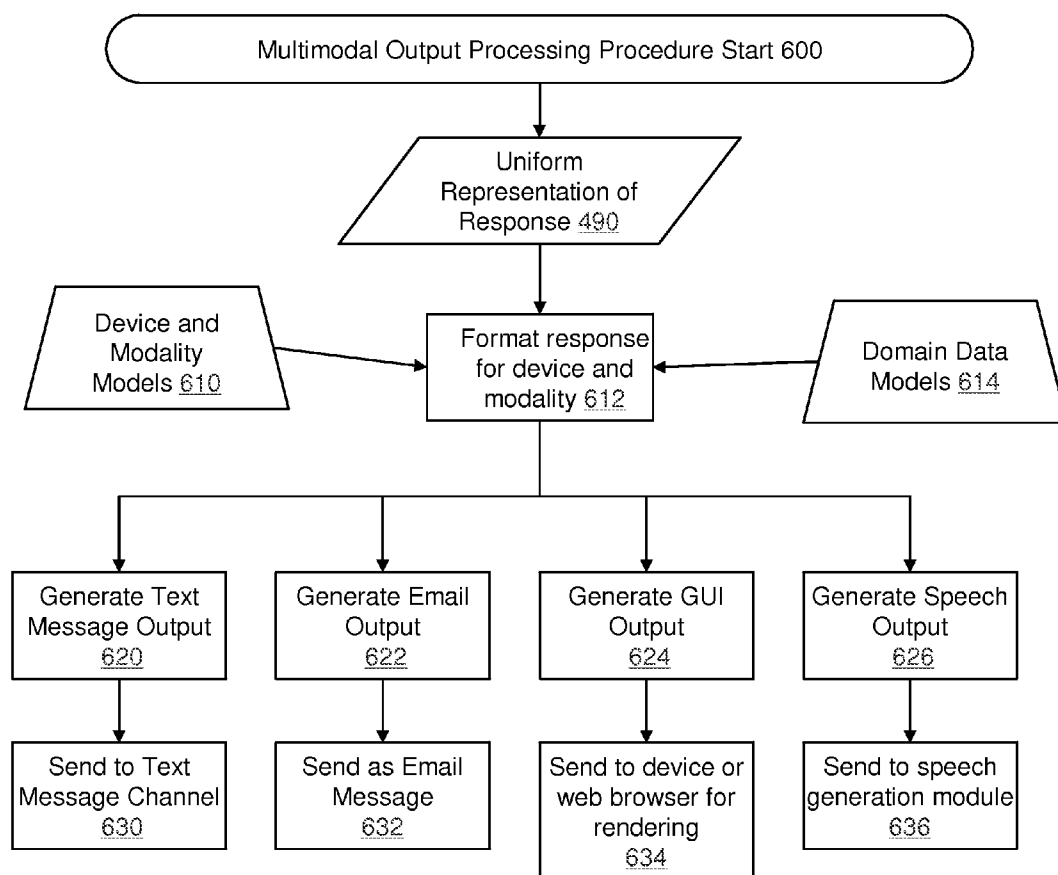 Multimodal Output Processing Procedure Start 600
Uniform
Representation of
Response 490
Device and
Modality
Models 610
Format response
for device and
modality 612
Domain Data
Models 614
Generate Text
Message Output
620
Generate Email
Output
622
Generate GUI
Output
624
Generate Speech
Output
626
Send to Text
Message Channel
630
Send as Email
Message
632
Send to device or
web browser for
rendering
634
Send to speech
generation module
636